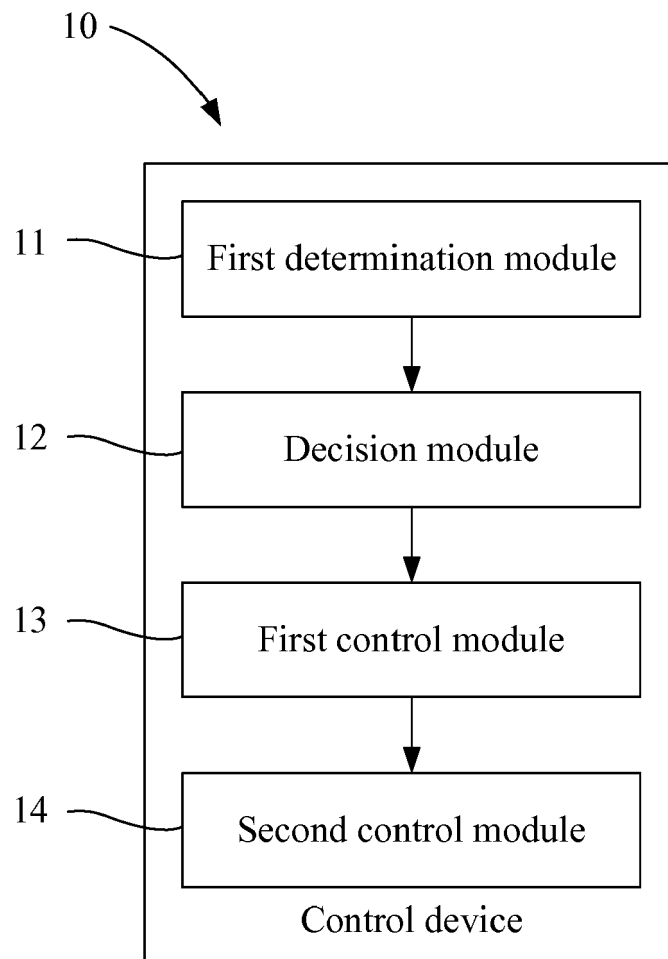 10
11
First determination module
12
Decision module
13
First control module
14
Second control module
Control device